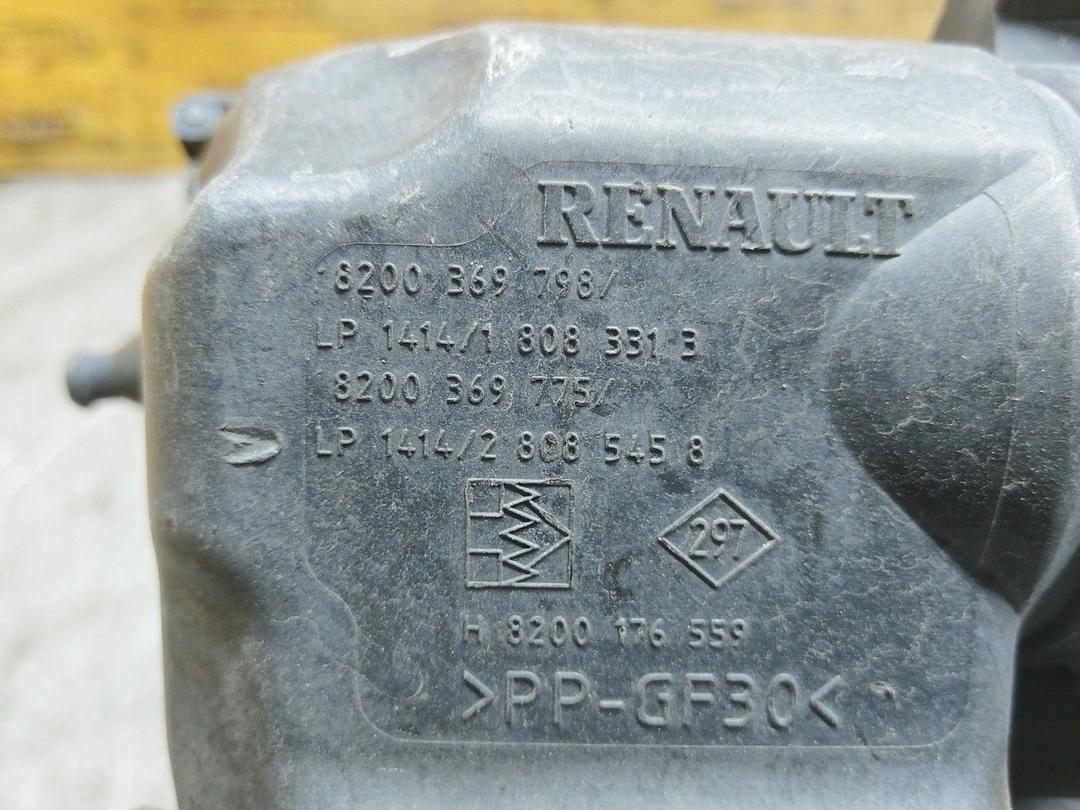 RENAULT
8200 369 798/
LP 1414/1 808 331 3
8200 369 775/
LP 1414/2 808 545 8
297
H 8200 176 559
>PP-GF30<